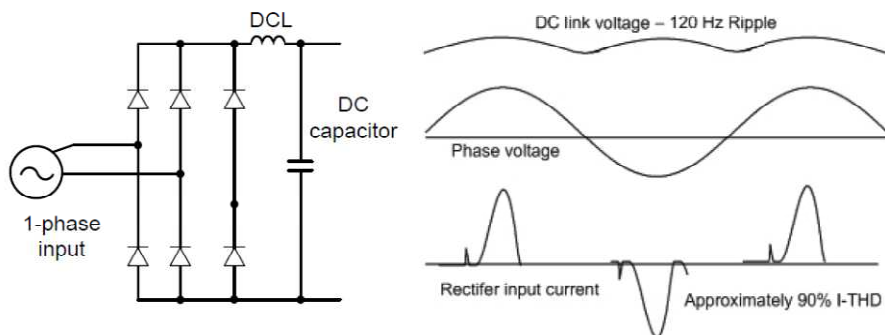 DCL
DC
capacitor
1-phase
input
DC link voltage – 120 Hz Ripple
Phase voltage
Rectifer input current
Approximately 90% I-THD